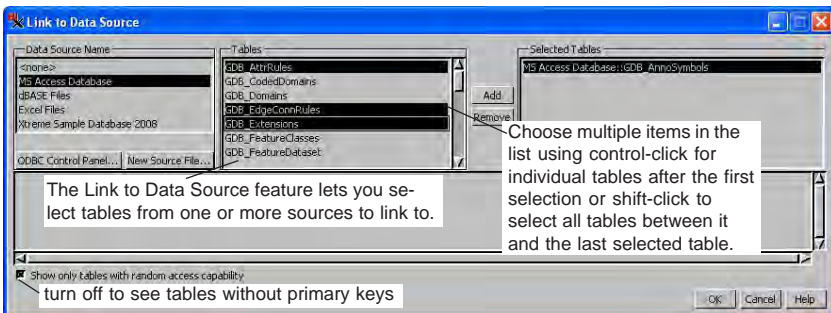 Link to Data Source
Data Source Name
<none>
MS Access Database
dBASE Files
Excel Files
Xtreme Sample Database 2008
ODBC Control Panel...
New Source File...
Tables
GDB_AttrRules
GDB_CodedDomains
GDB_Domains
GDB_EdgeConnRules
GDB_Extensions
GDB_FeatureClasses
GDB_FeatureDataset
Add
Remove
Selected Tables
MS Access Database::GDB_AnnoSymbols
Choose multiple items in the
list using control-click for
individual tables after the first
selection or shift-click to
select all tables between it
and the last selected table.
The Link to Data Source feature lets you se-
lect tables from one or more sources to link to.
Show only tables with random access capability
turn off to see tables without primary keys
OK
Cancel
Help